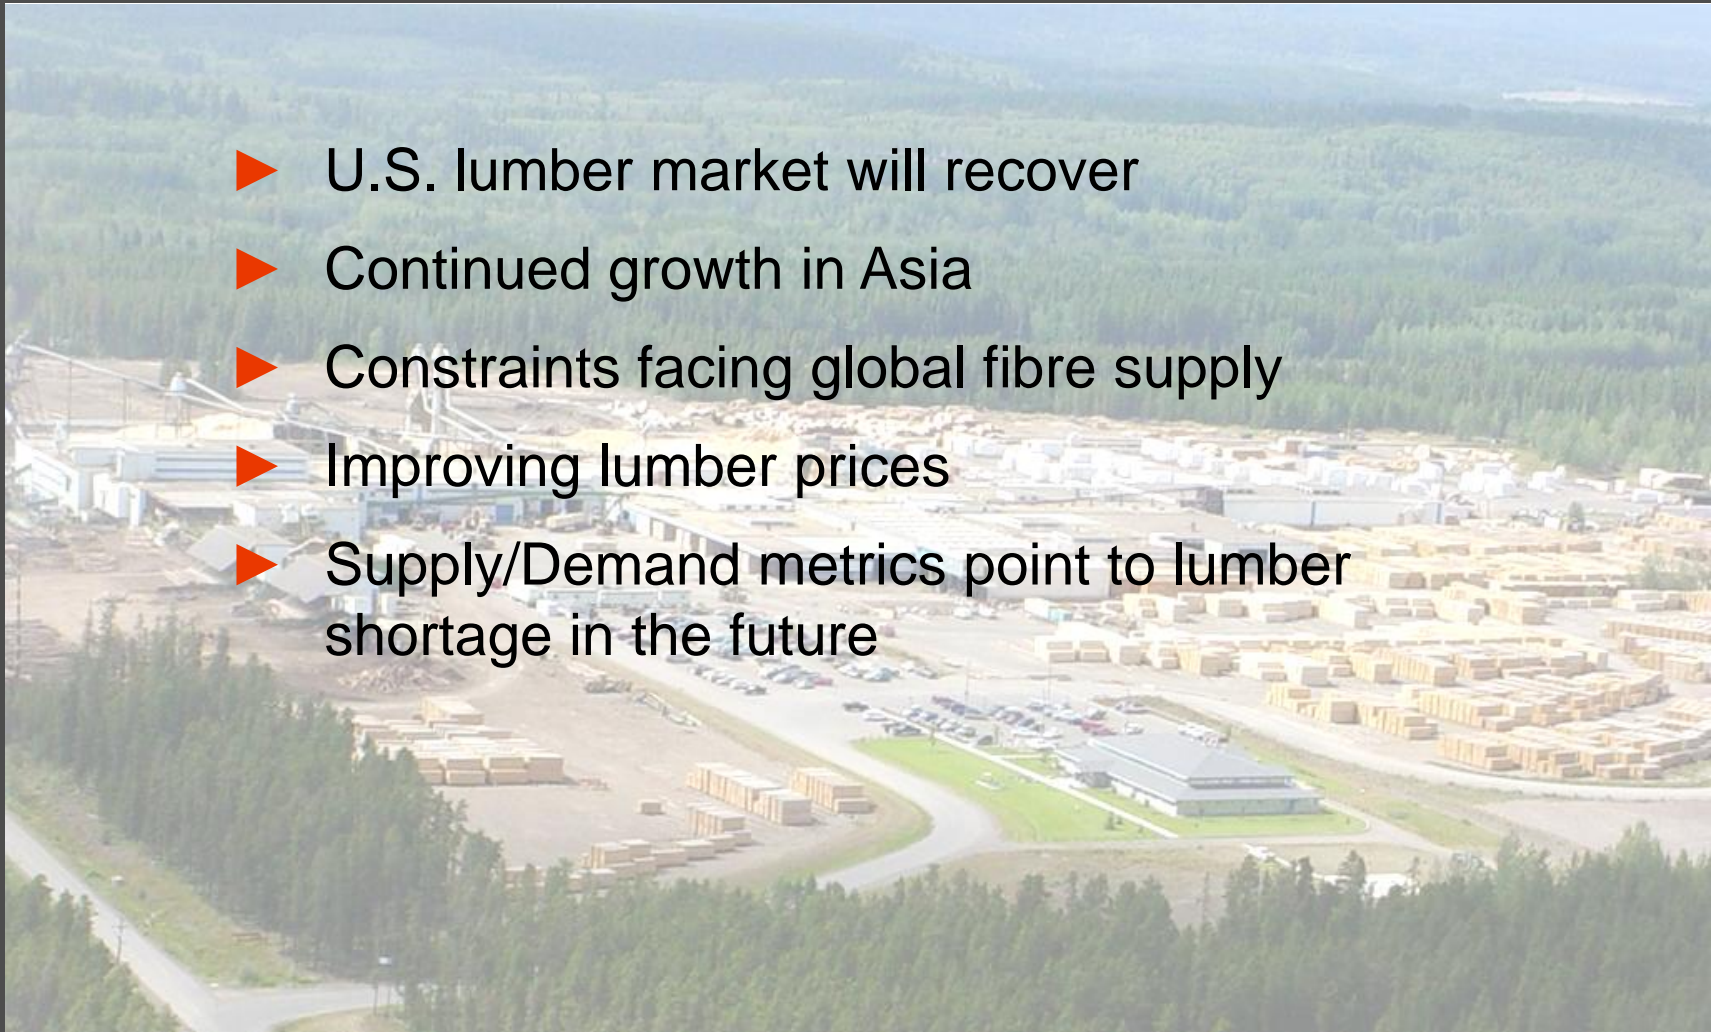 ► U.S. lumber market will recover
► Continued growth in Asia
► Constraints facing global fibre supply
► Improving lumber prices
► Supply/Demand metrics point to lumber
shortage in the future